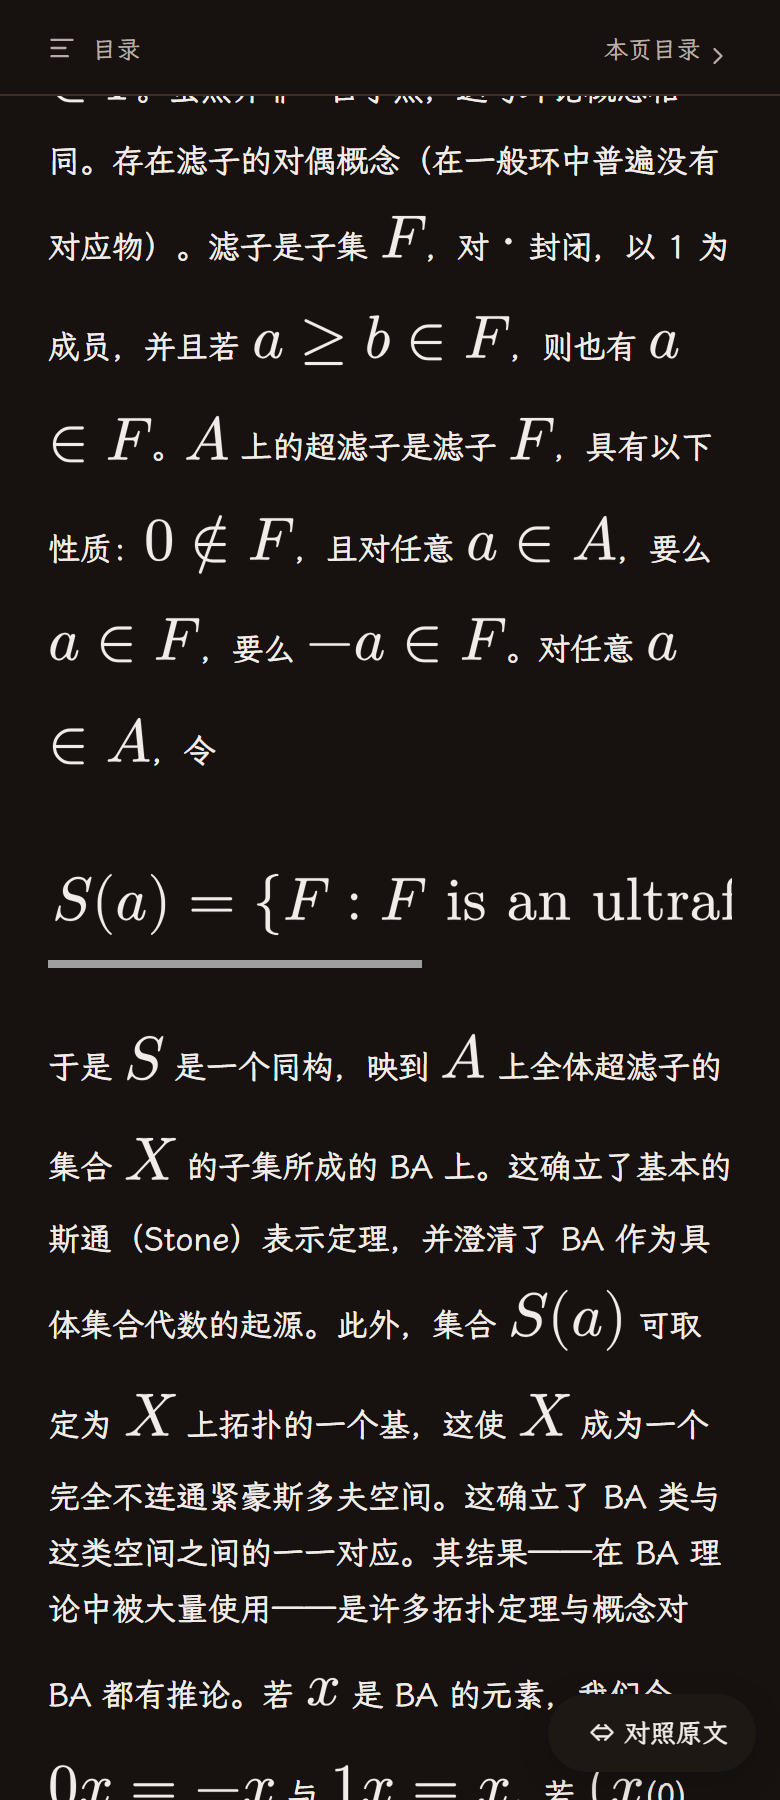 目录 本页目录
同。存在滤子的对偶概念（在一般环中普遍没有
对应物）。滤子是子集 F，对 · 封闭，以 1 为
成员，并且若 a ≥ b ∈ F，则也有 a
∈ F。A 上的超滤子是滤子 F，具有以下
性质：0 ∉ F，且对任意 a ∈ A，要么
a ∈ F，要么 −a ∈ F。对任意 a
∈ A，令
S(a) = {F : F is an ultraf
于是 S 是一个同构，映到 A 上全体超滤子的
集合 X 的子集所成的 BA 上。这确立了基本的
斯通（Stone）表示定理，并澄清了 BA 作为具
体集合代数的起源。此外，集合 S(a) 可取
定为 X 上拓扑的一个基，这使 X 成为一个
完全不连通紧豪斯多夫空间。这确立了 BA 类与
这类空间之间的一一对应。其结果——在 BA 理
论中被大量使用——是许多拓扑定理与概念对
BA 都有推论。若 x 是 BA 的元素，我们令
对照原文
0x = −x 与 1x = x。若 (x(0)